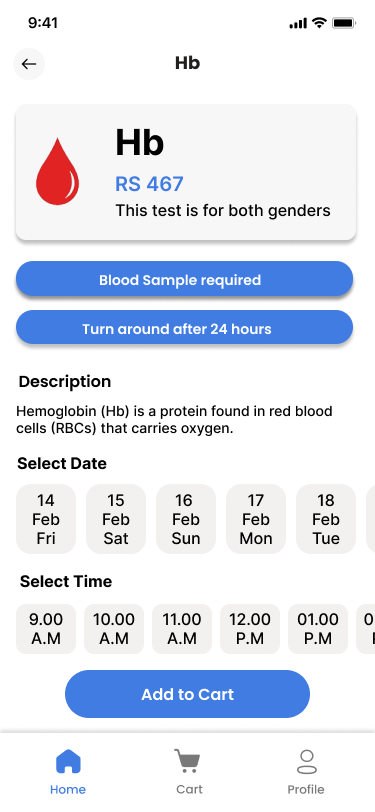 9:41
Hb
Hb
RS 467
This test is for both genders
Blood Sample required
Turn around after 24 hours
Description
Hemoglobin (Hb) is a protein found in red blood
cells (RBCs) that carries oxygen.
Select Date
14 15 16 17 18
Feb Feb Feb Feb Feb
Fri Sat Sun Mon Tue
Select Time
9.00 10.00 11.00 12.00 01.00
A.M A.M A.M P.M P.M
Add to Cart
Home Cart Profile